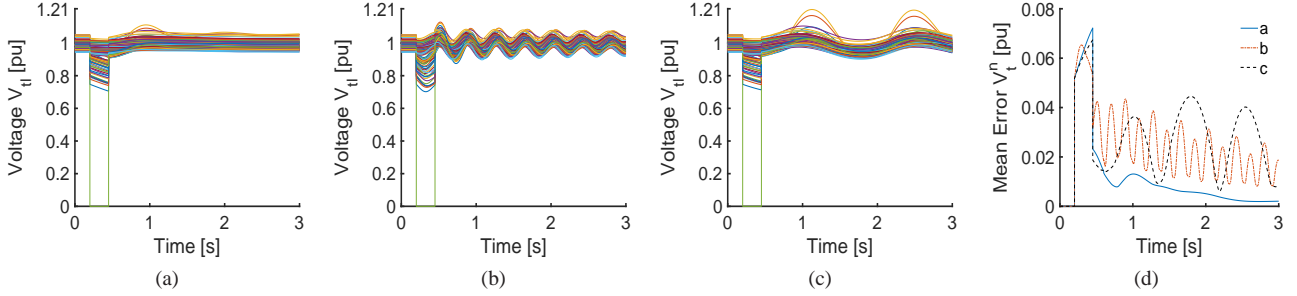 1.21
1
0.8
0.6
0.4
0.2
0
0 1 2 3
Voltage V_tl [pu]
Time [s]
(a)
1.21
1
0.8
0.6
0.4
0.2
0
0 1 2 3
Voltage V_tl [pu]
Time [s]
(b)
1.21
1
0.8
0.6
0.4
0.2
0
0 1 2 3
Voltage V_tl [pu]
Time [s]
(c)
0.08
0.06
0.04
0.02
0
0 1 2 3
Mean Error V_t^n [pu]
Time [s]
a
b
c
(d)